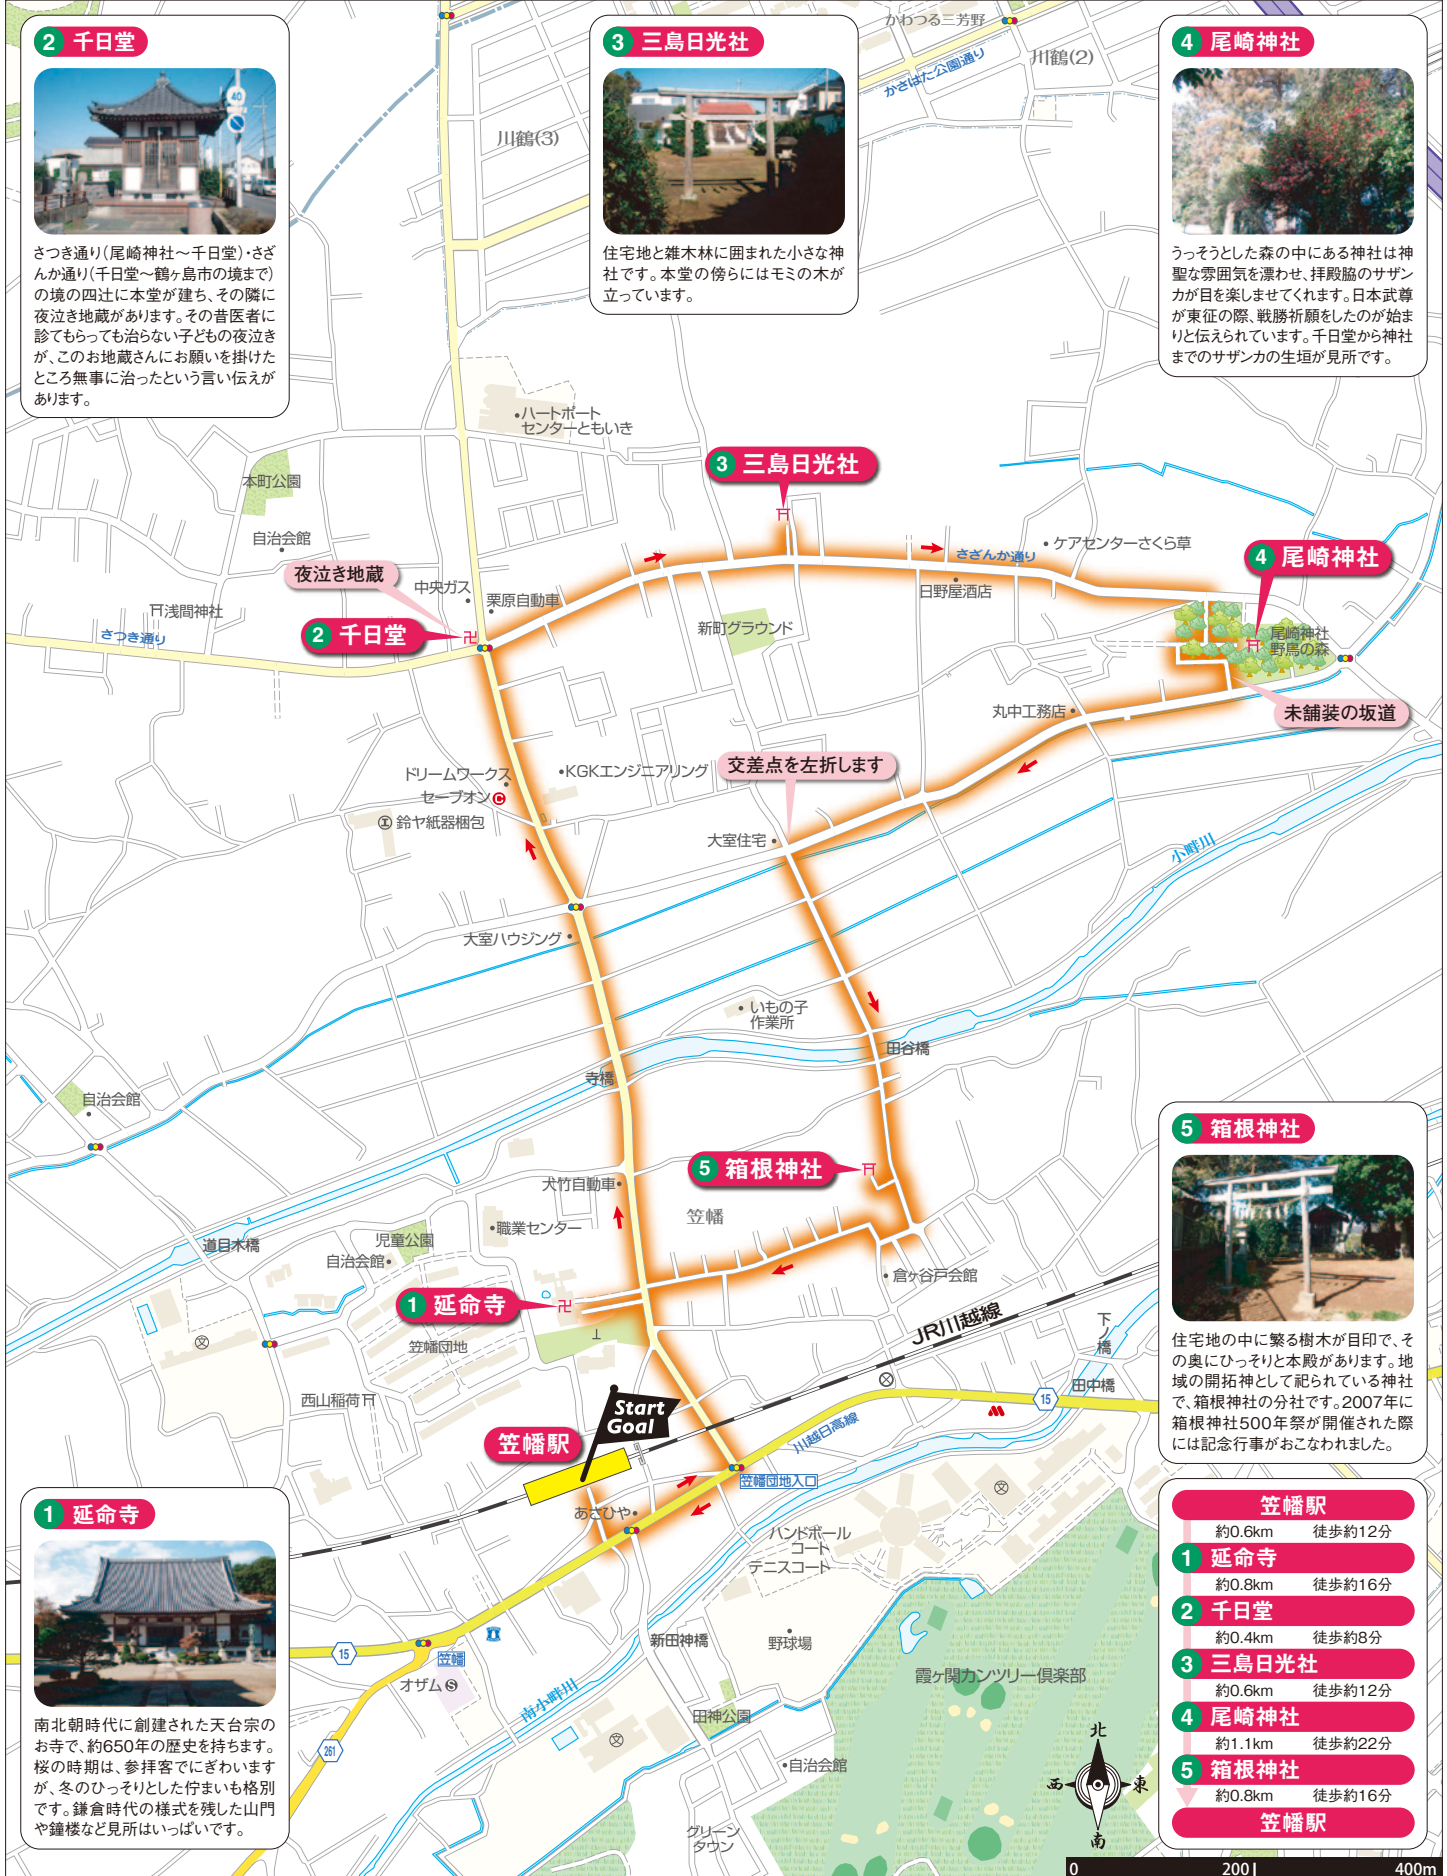 2 千日堂
さつき通り(尾崎神社～千日堂)・さざ
んか通り(千日堂～鶴ヶ島市の境まで)
の境の四辻に本堂が建ち、その隣に
夜泣き地蔵があります。その昔医者に
診てもらっても治らない子どもの夜泣き
が、このお地蔵さんにお願いを掛けた
ところ無事に治ったという言い伝えが
あります。
40
3 三島日光社
住宅地と雑木林に囲まれた小さな神
社です。本堂の傍らにはモミの木が
立っています。
4 尾崎神社
うっそうとした森の中にある神社は神
聖な雰囲気を漂わせ、拝殿脇のサザン
カが目を楽しませてくれます。日本武尊
が東征の際、戦勝祈願をしたのが始ま
りと伝えられています。千日堂から神社
までのサザンカの生垣が見所です。
かわつる三芳野
川鶴(2)
かさはた公園通り
川鶴(3)
ハートポート
センターともいき
本町公園
自治会館
3 三島日光社
ケアセンターさくら草
さざんか通り
日野屋酒店
4 尾崎神社
夜泣き地蔵
中央ガス
栗原自動車
浅間神社
さつき通り
2 千日堂
新町グラウンド
尾崎神社
野鳥の森
丸中工務店
未舗装の坂道
交差点を左折します
ドリームワークス
KGKエンジニアリング
セーブオン C
エ 鈴ヤ紙器梱包
大室住宅
小畔川
大室ハウジング
いもの子
作業所
田谷橋
寺橋
自治会館
5 箱根神社
犬竹自動車
笠幡
職業センター
児童公園
自治会館
道目木橋
倉ヶ谷戸会館
1 延命寺
JR川越線
下ノ橋
笠幡団地
文
西山稲荷
田中橋
15
Start
Goal
川越日高線
笠幡駅
笠幡団地入口
文
あさひや
ハンドボール
コート
テニスコート
新田神橋
野球場
15
笠幡
オザム S
霞ヶ関カンツリー倶楽部
南小畔川
田神公園
文
261
自治会館
グリーン
タウン
北
西
東
南
5 箱根神社
住宅地の中に繁る樹木が目印で、そ
の奥にひっそりと本殿があります。地
域の開拓神として祀られている神社
で、箱根神社の分社です。2007年に
箱根神社500年祭が開催された際
には記念行事がおこなわれました。
1 延命寺
南北朝時代に創建された天台宗の
お寺で、約650年の歴史を持ちます。
桜の時期は、参拝客でにぎわいます
が、冬のひっそりとした佇まいも格別
です。鎌倉時代の様式を残した山門
や鐘楼など見所はいっぱいです。
笠幡駅
約0.6km 徒歩約12分
1 延命寺
約0.8km 徒歩約16分
2 千日堂
約0.4km 徒歩約8分
3 三島日光社
約0.6km 徒歩約12分
4 尾崎神社
約1.1km 徒歩約22分
5 箱根神社
約0.8km 徒歩約16分
笠幡駅
0 200 400m